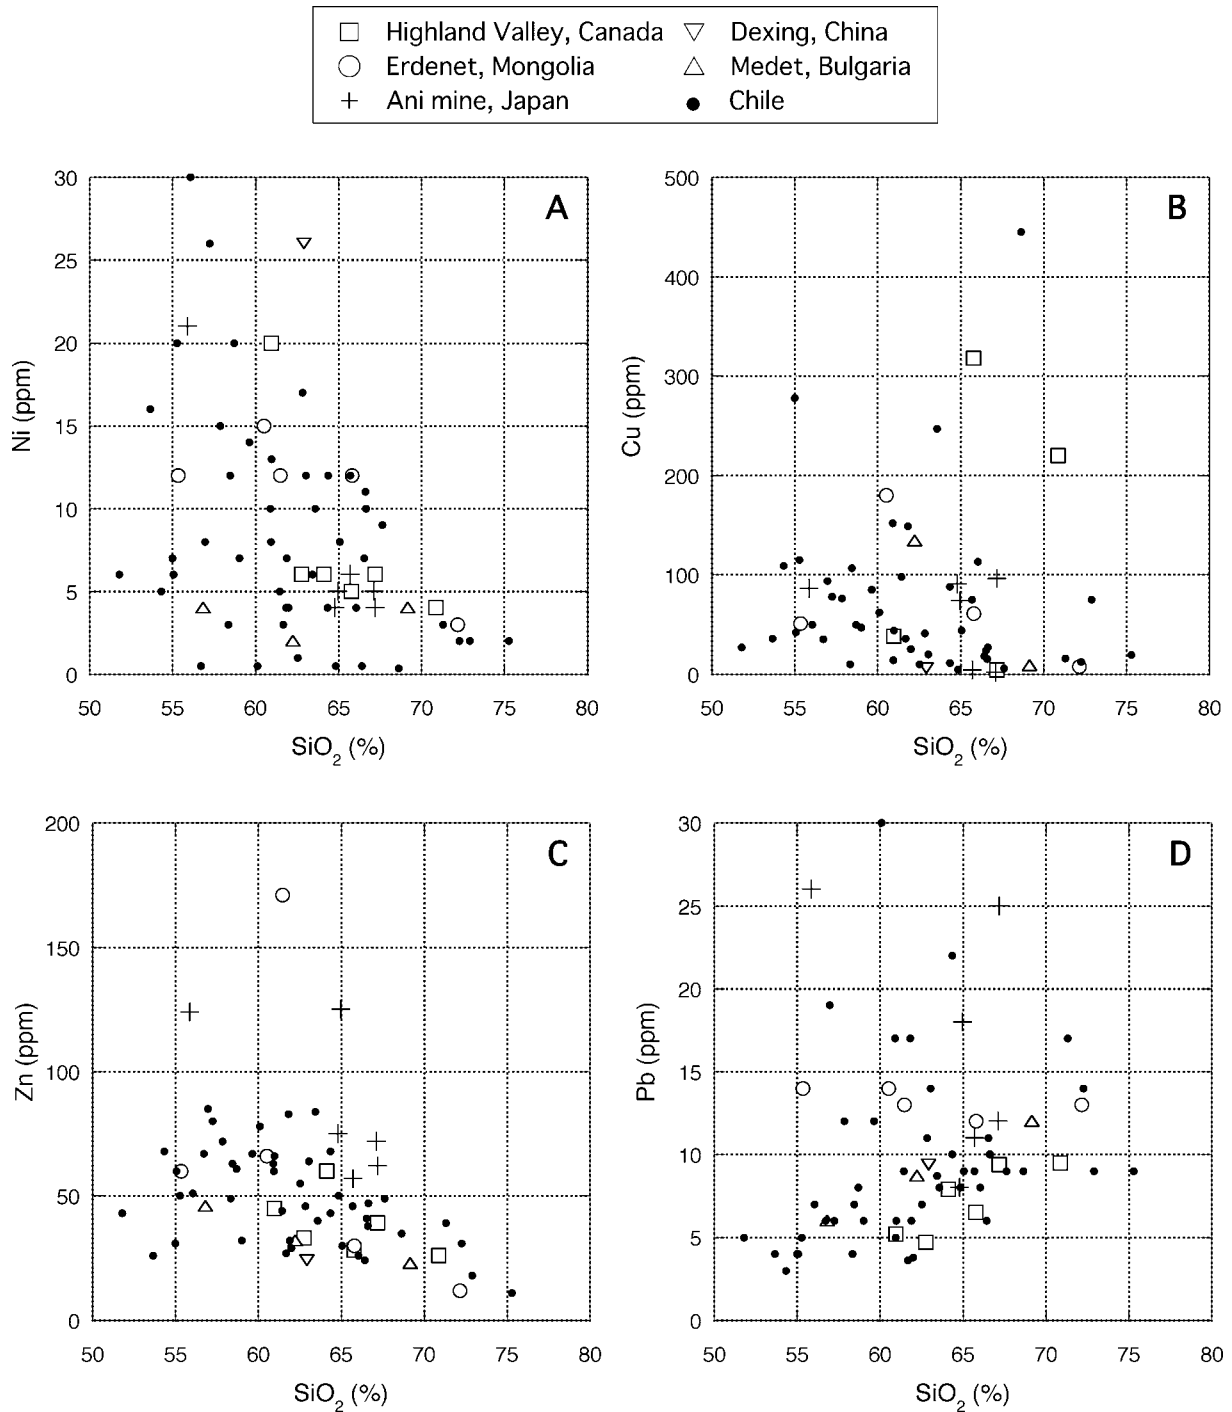 Highland Valley, Canada Dexing, China
Erdenet, Mongolia Medet, Bulgaria
Ani mine, Japan Chile
A
30
25
20
15
10
5
0
Ni (ppm)
50 55 60 65 70 75 80
SiO2 (%)
B
500
400
300
200
100
0
Cu (ppm)
50 55 60 65 70 75 80
SiO2 (%)
C
200
150
100
50
0
Zn (ppm)
50 55 60 65 70 75 80
SiO2 (%)
D
30
25
20
15
10
5
0
Pb (ppm)
50 55 60 65 70 75 80
SiO2 (%)